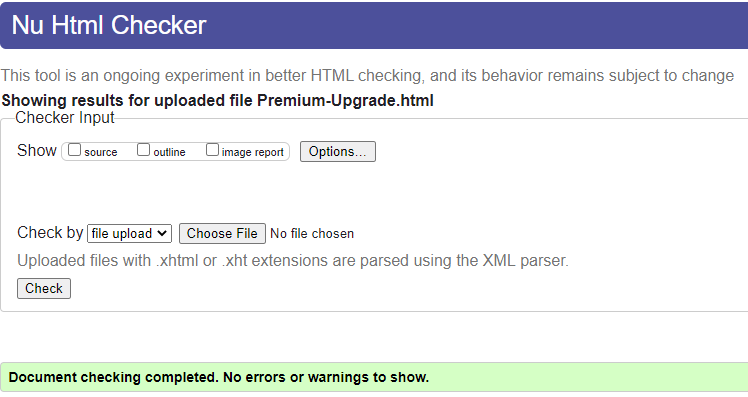 Nu Html Checker
This tool is an ongoing experiment in better HTML checking, and its behavior remains subject to change
Showing results for uploaded file Premium-Upgrade.html
Checker Input
Show source outline image report Options...
Check by file upload Choose File No file chosen
Uploaded files with .xhtml or .xht extensions are parsed using the XML parser.
Check
Document checking completed. No errors or warnings to show.